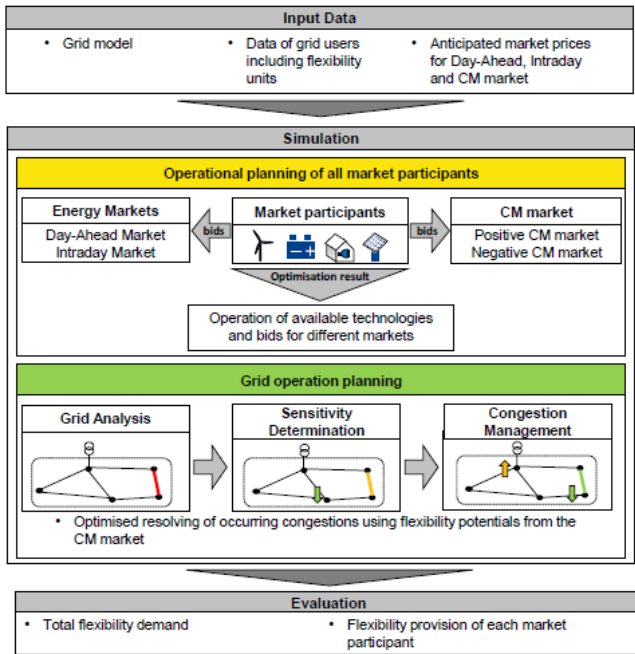 Input Data
• Grid model
• Data of grid users
including flexibility
units
• Anticipated market prices
for Day-Ahead, Intraday
and CM market
Simulation
Operational planning of all market participants
Energy Markets
Day-Ahead Market
Intraday Market
bids
Market participants
bids
CM market
Positive CM market
Negative CM market
Optimisation result
Operation of available technologies
and bids for different markets
Grid operation planning
Grid Analysis
Sensitivity
Determination
Congestion
Management
• Optimised resolving of occurring congestions using flexibility potentials from the
CM market
Evaluation
• Total flexibility demand
• Flexibility provision of each market
participant